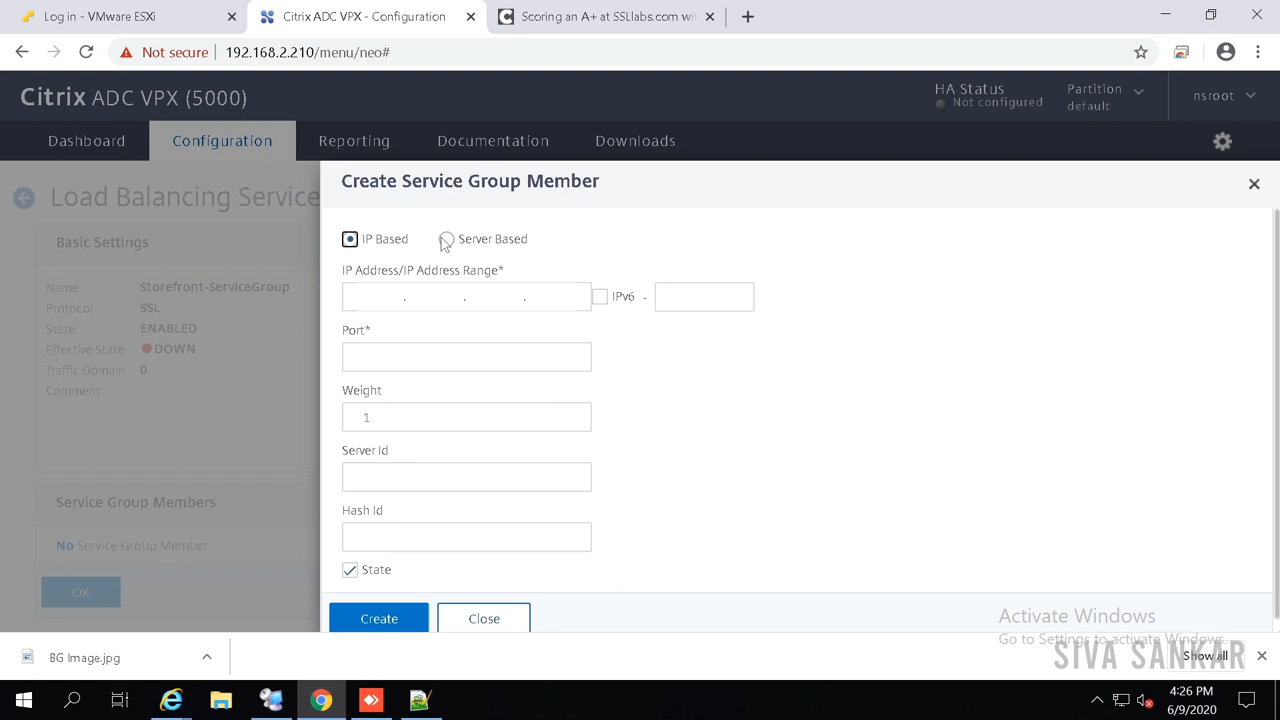 Log in - VMware ESXi
Citrix ADC VPX - Configuration
Scoring an A+ at SSLlabs.com wi
Not secure
192.168.2.210/menu/neo#
Citrix ADC VPX (5000)
HA Status
Not configured
Partition
default
nsroot
Dashboard
Configuration
Reporting
Documentation
Downloads
Load Balancing Service
Basic Settings
Name Storefront-ServiceGroup
Protocol SSL
State ENABLED
Effective State DOWN
Traffic Domain 0
Comment
Service Group Members
No Service Group Member
OK
Create Service Group Member
IP Based
Server Based
IP Address/IP Address Range*
. . .
IPv6 -
Port*
Weight
1
Server Id
Hash Id
State
Create
Close
Activate Windows
Go to Settings to activate Windows.
SIVA SANKAR
BG Image.jpg
Show all
4:26 PM
6/9/2020